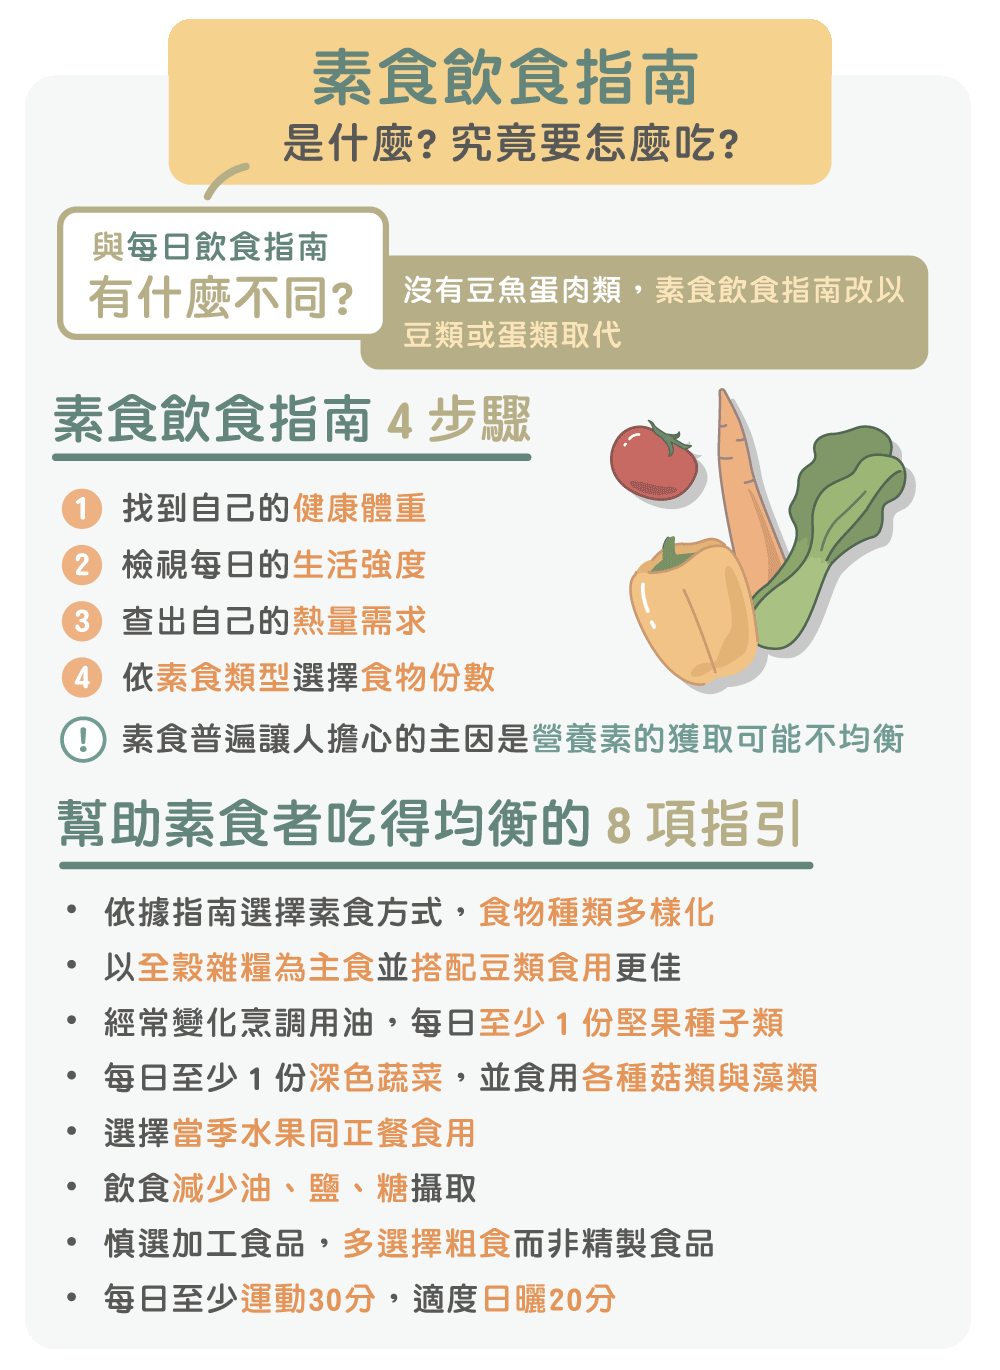 素食飲食指南
是什麼? 究竟要怎麼吃?
與每日飲食指南
有什麼不同?
沒有豆魚蛋肉類，素食飲食指南改以
豆類或蛋類取代
素食飲食指南 4 步驟
1 找到自己的健康體重
2 檢視每日的生活強度
3 查出自己的熱量需求
4 依素食類型選擇食物份數
! 素食普遍讓人擔心的主因是營養素的獲取可能不均衡
幫助素食者吃得均衡的 8 項指引
• 依據指南選擇素食方式，食物種類多樣化
• 以全穀雜糧為主食並搭配豆類食用更佳
• 經常變化烹調用油，每日至少 1 份堅果種子類
• 每日至少 1 份深色蔬菜，並食用各種菇類與藻類
• 選擇當季水果同正餐食用
• 飲食減少油、鹽、糖攝取
• 慎選加工食品，多選擇粗食而非精製食品
• 每日至少運動30分，適度日曬20分